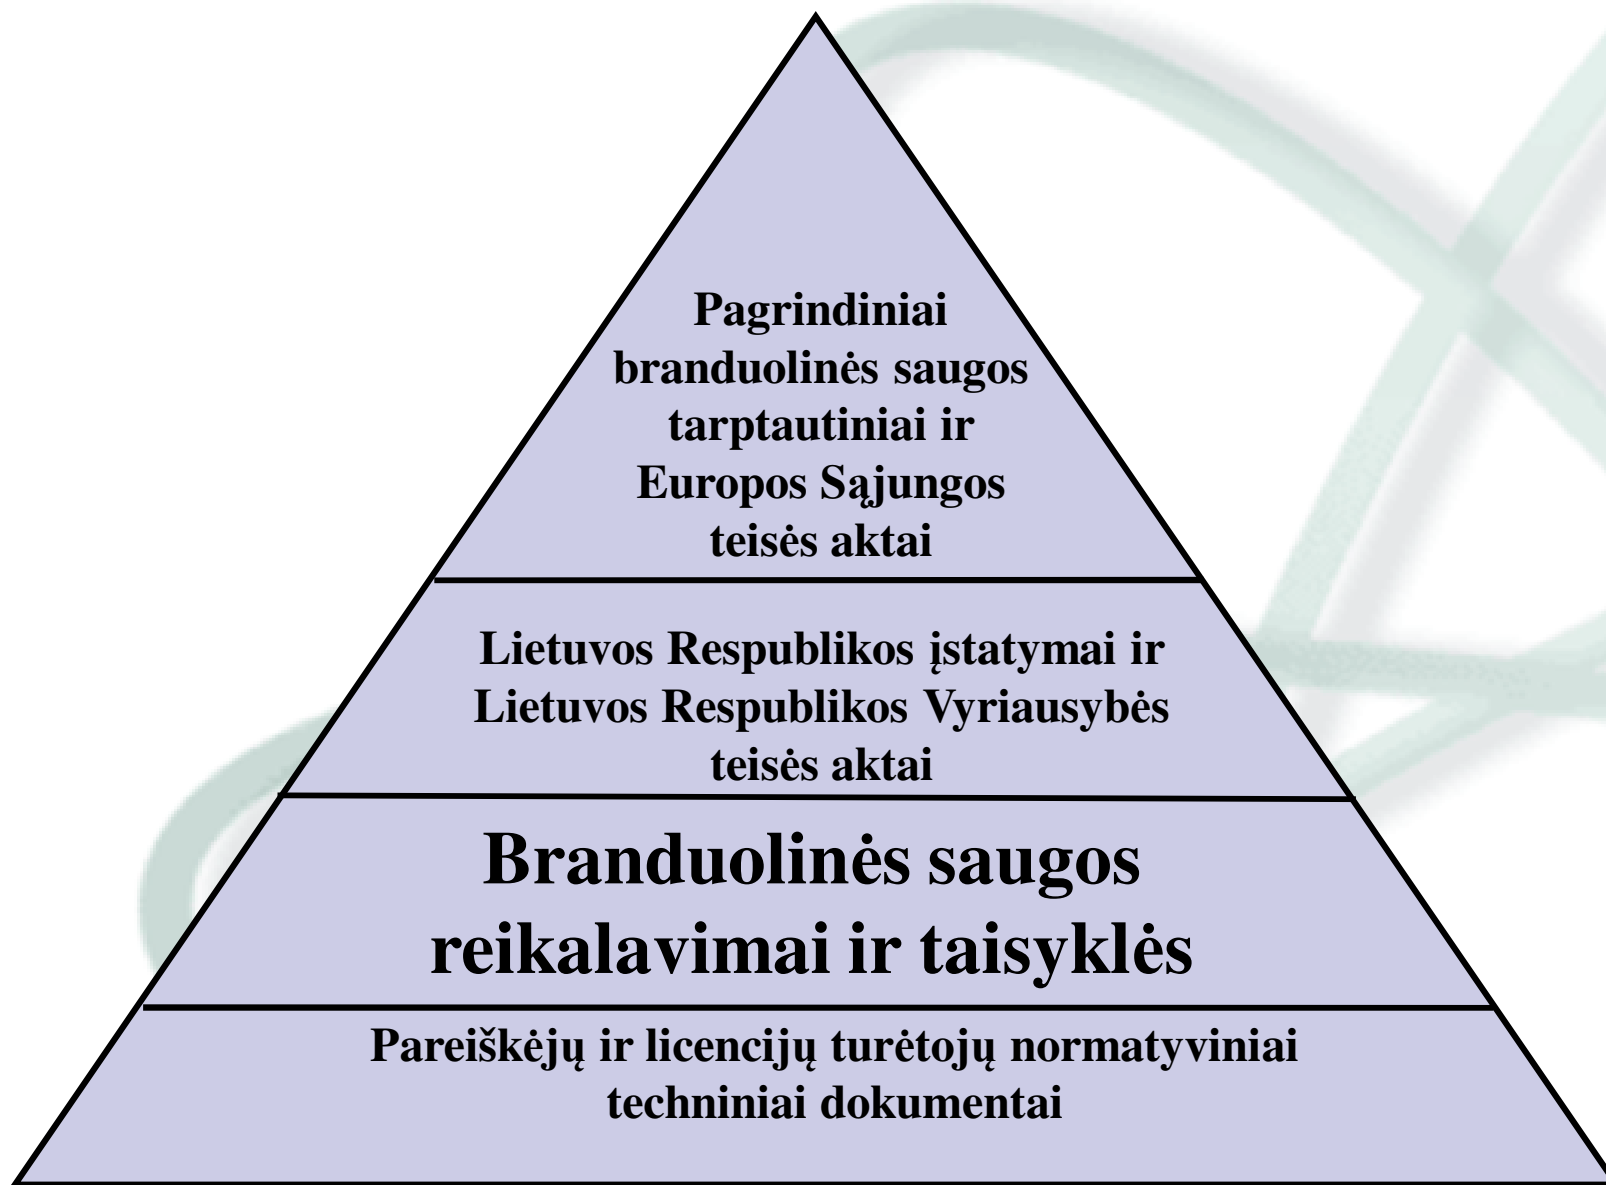 Pagrindiniai
branduolinės saugos
tarptautiniai ir
Europos Sąjungos
teisės aktai
Lietuvos Respublikos įstatymai ir
Lietuvos Respublikos Vyriausybės
teisės aktai
Branduolinės saugos
reikalavimai ir taisyklės
Pareiškėjų ir licencijų turėtojų normatyviniai
techniniai dokumentai